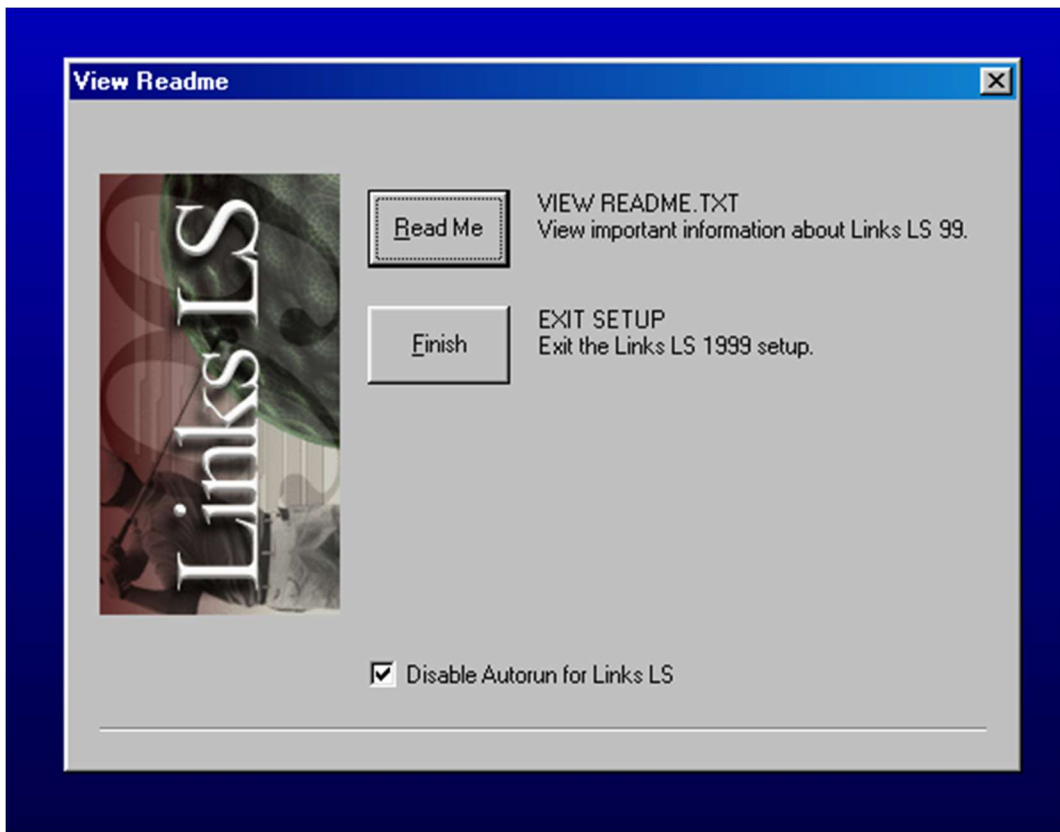 View Readme
Links LS
Read Me
VIEW README.TXT
View important information about Links LS 99.
Finish
EXIT SETUP
Exit the Links LS 1999 setup.
Disable Autorun for Links LS